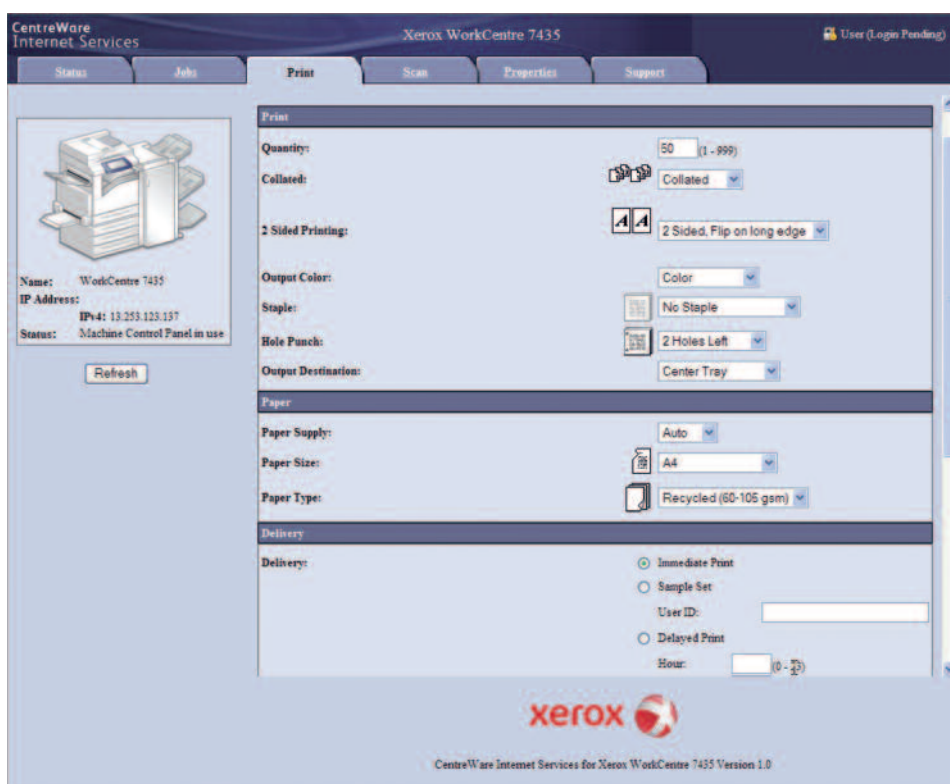 CentreWare
Internet Services
Xerox WorkCentre 7435
User (Login Pending)
Status
Jobs
Print
Scan
Properties
Support
Name: WorkCentre 7435
IP Address:
IPv4: 13.253.123.137
Status: Machine Control Panel in use
Refresh
Print
Quantity: 50 (1 - 999)
Collated: Collated
2 Sided Printing: A A 2 Sided, Flip on long edge
Output Color: Color
Staple: No Staple
Hole Punch: 2 Holes Left
Output Destination: Center Tray
Paper
Paper Supply: Auto
Paper Size: A4
Paper Type: Recycled (60-105 gsm)
Delivery
Delivery: Immediate Print
Sample Set
User ID:
Delayed Print
Hour: (0 -
xerox
CentreWare Internet Services for Xerox WorkCentre 7435 Version 1.0